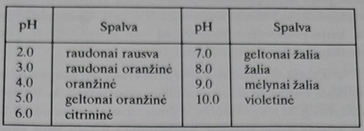 pH Spalva pH Spalva
2.0 raudonai rausva 7.0 geltonai žalia
3.0 raudonai oranžinė 8.0 žalia
4.0 oranžinė 9.0 mėlynai žalia
5.0 geltonai oranžinė 10.0 violetinė
6.0 citrininė